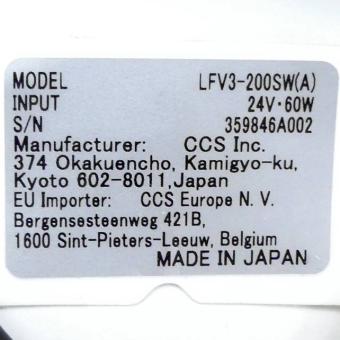 MODEL LFV3-200SW(A)
INPUT 24V·60W
S/N 359846A002
Manufacturer: CCS Inc.
374 Okakuencho, Kamigyo-ku,
Kyoto 602-8011,Japan
EU Importer: CCS Europe N. V.
Bergensesteenweg 421B,
1600 Sint-Pieters-Leeuw, Belgium
MADE IN JAPAN